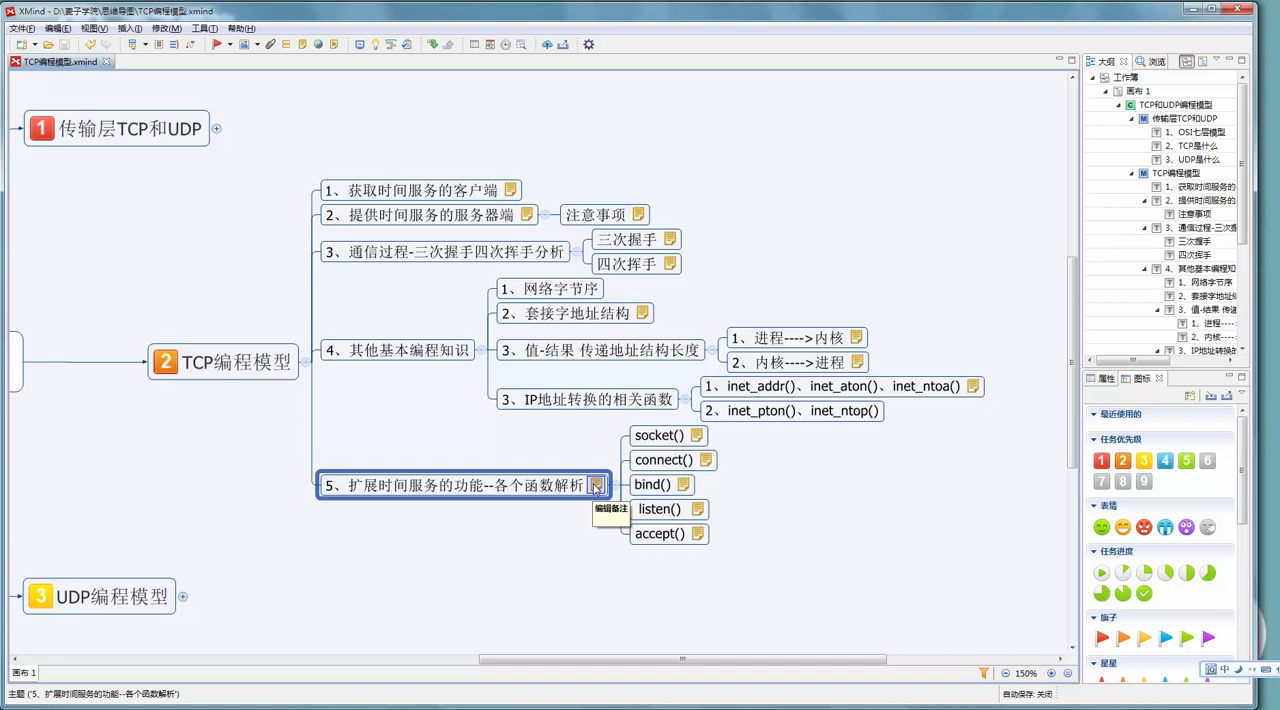 XMind - D:\麦子学院\思维导图\TCP编程模型.xmind
文件(F) 编辑(E) 视图(V) 插入(I) 修改(M) 工具(T) 帮助(H)
TCP编程模型.xmind
1 传输层TCP和UDP
2 TCP编程模型
1、获取时间服务的客户端
2、提供时间服务的服务器端
注意事项
3、通信过程-三次握手四次挥手分析
三次握手
四次挥手
4、其他基本编程知识
1、网络字节序
2、套接字地址结构
3、值-结果 传递地址结构长度
1、进程---->内核
2、内核---->进程
3、IP地址转换的相关函数
1、inet_addr()、inet_aton()、inet_ntoa()
2、inet_pton()、inet_ntop()
5、扩展时间服务的功能--各个函数解析
编辑备注
socket()
connect()
bind()
listen()
accept()
3 UDP编程模型
画布 1
150%
主题 ('5、扩展时间服务的功能--各个函数解析')
自动保存: 关闭
大纲 浏览
工作簿
画布 1
TCP和UDP编程模型
传输层TCP和UDP
1、OSI七层模型
2、TCP是什么
3、UDP是什么
TCP编程模型
1、获取时间服务的
2、提供时间服务的
注意事项
3、通信过程-三次
三次握手
四次挥手
4、其他基本编程知
1、网络字节序
2、套接字地址
3、值-结果 传
1、进程---
2、内核---
3、IP地址转换的
属性 图标
最近使用的
任务优先级
1 2 3 4 5 6
7 8 9
表情
任务进度
旗子
星星
中